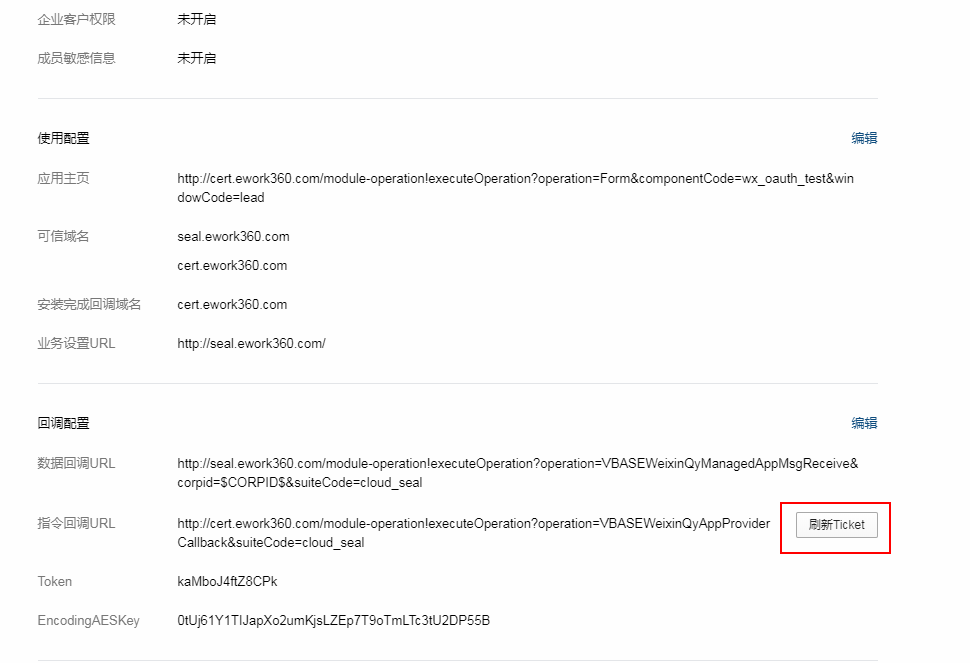 企业客户权限 未开启
成员敏感信息 未开启
使用配置 编辑
应用主页 http://cert.ework360.com/module-operation!executeOperation?operation=Form&componentCode=wx_oauth_test&win
dowCode=lead
可信域名 seal.ework360.com
cert.ework360.com
安装完成回调域名 cert.ework360.com
业务设置URL http://seal.ework360.com/
回调配置 编辑
数据回调URL http://seal.ework360.com/module-operation!executeOperation?operation=VBASEWeixinQyManagedAppMsgReceive&
corpid=$CORPID$&suiteCode=cloud_seal
指令回调URL http://cert.ework360.com/module-operation!executeOperation?operation=VBASEWeixinQyAppProvider 刷新Ticket
Callback&suiteCode=cloud_seal
Token kaMboJ4ftZ8CPk
EncodingAESKey 0tUj61Y1TIJapXo2umKjsLZEp7T9oTmLTc3tU2DP55B